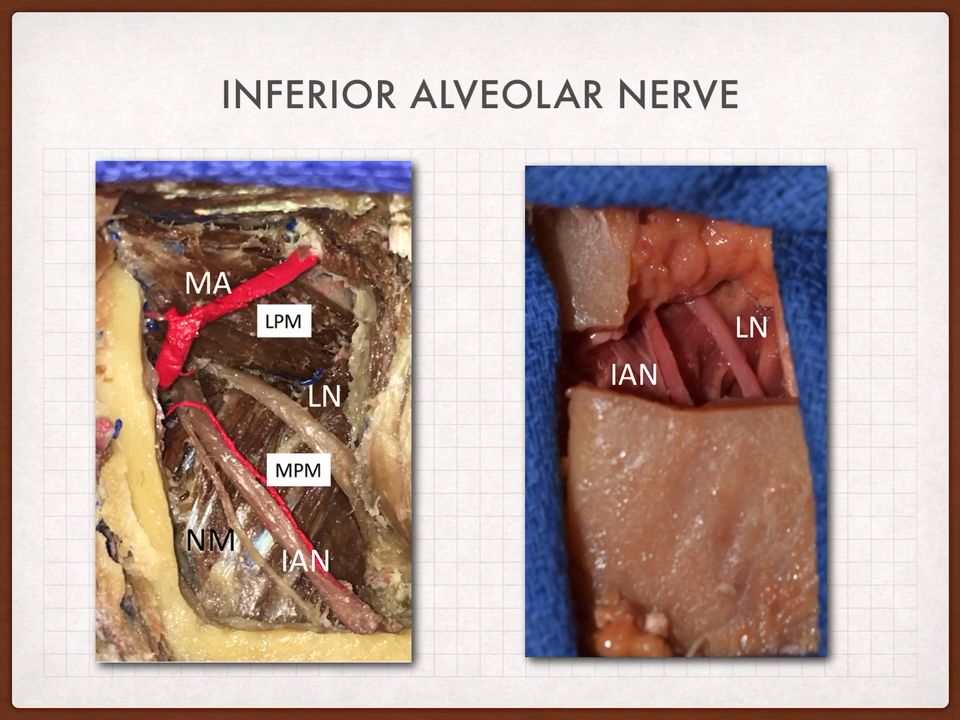 INFERIOR ALVEOLAR NERVE
MA
LPM
LN
MPM
NM
IAN
LN
IAN